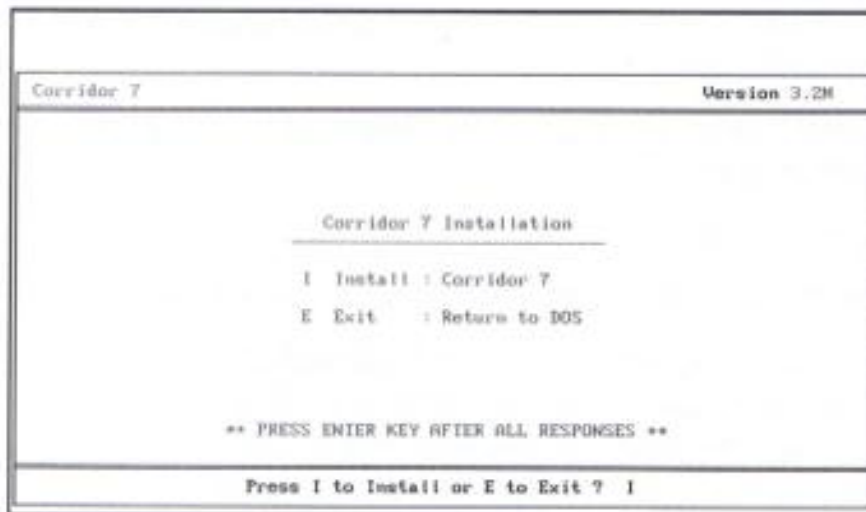 Corridor 7 Version 3.2M
Corridor 7 Installation
I Install : Corridor 7
E Exit : Return to DOS
** PRESS ENTER KEY AFTER ALL RESPONSES **
Press I to Install or E to Exit ? I